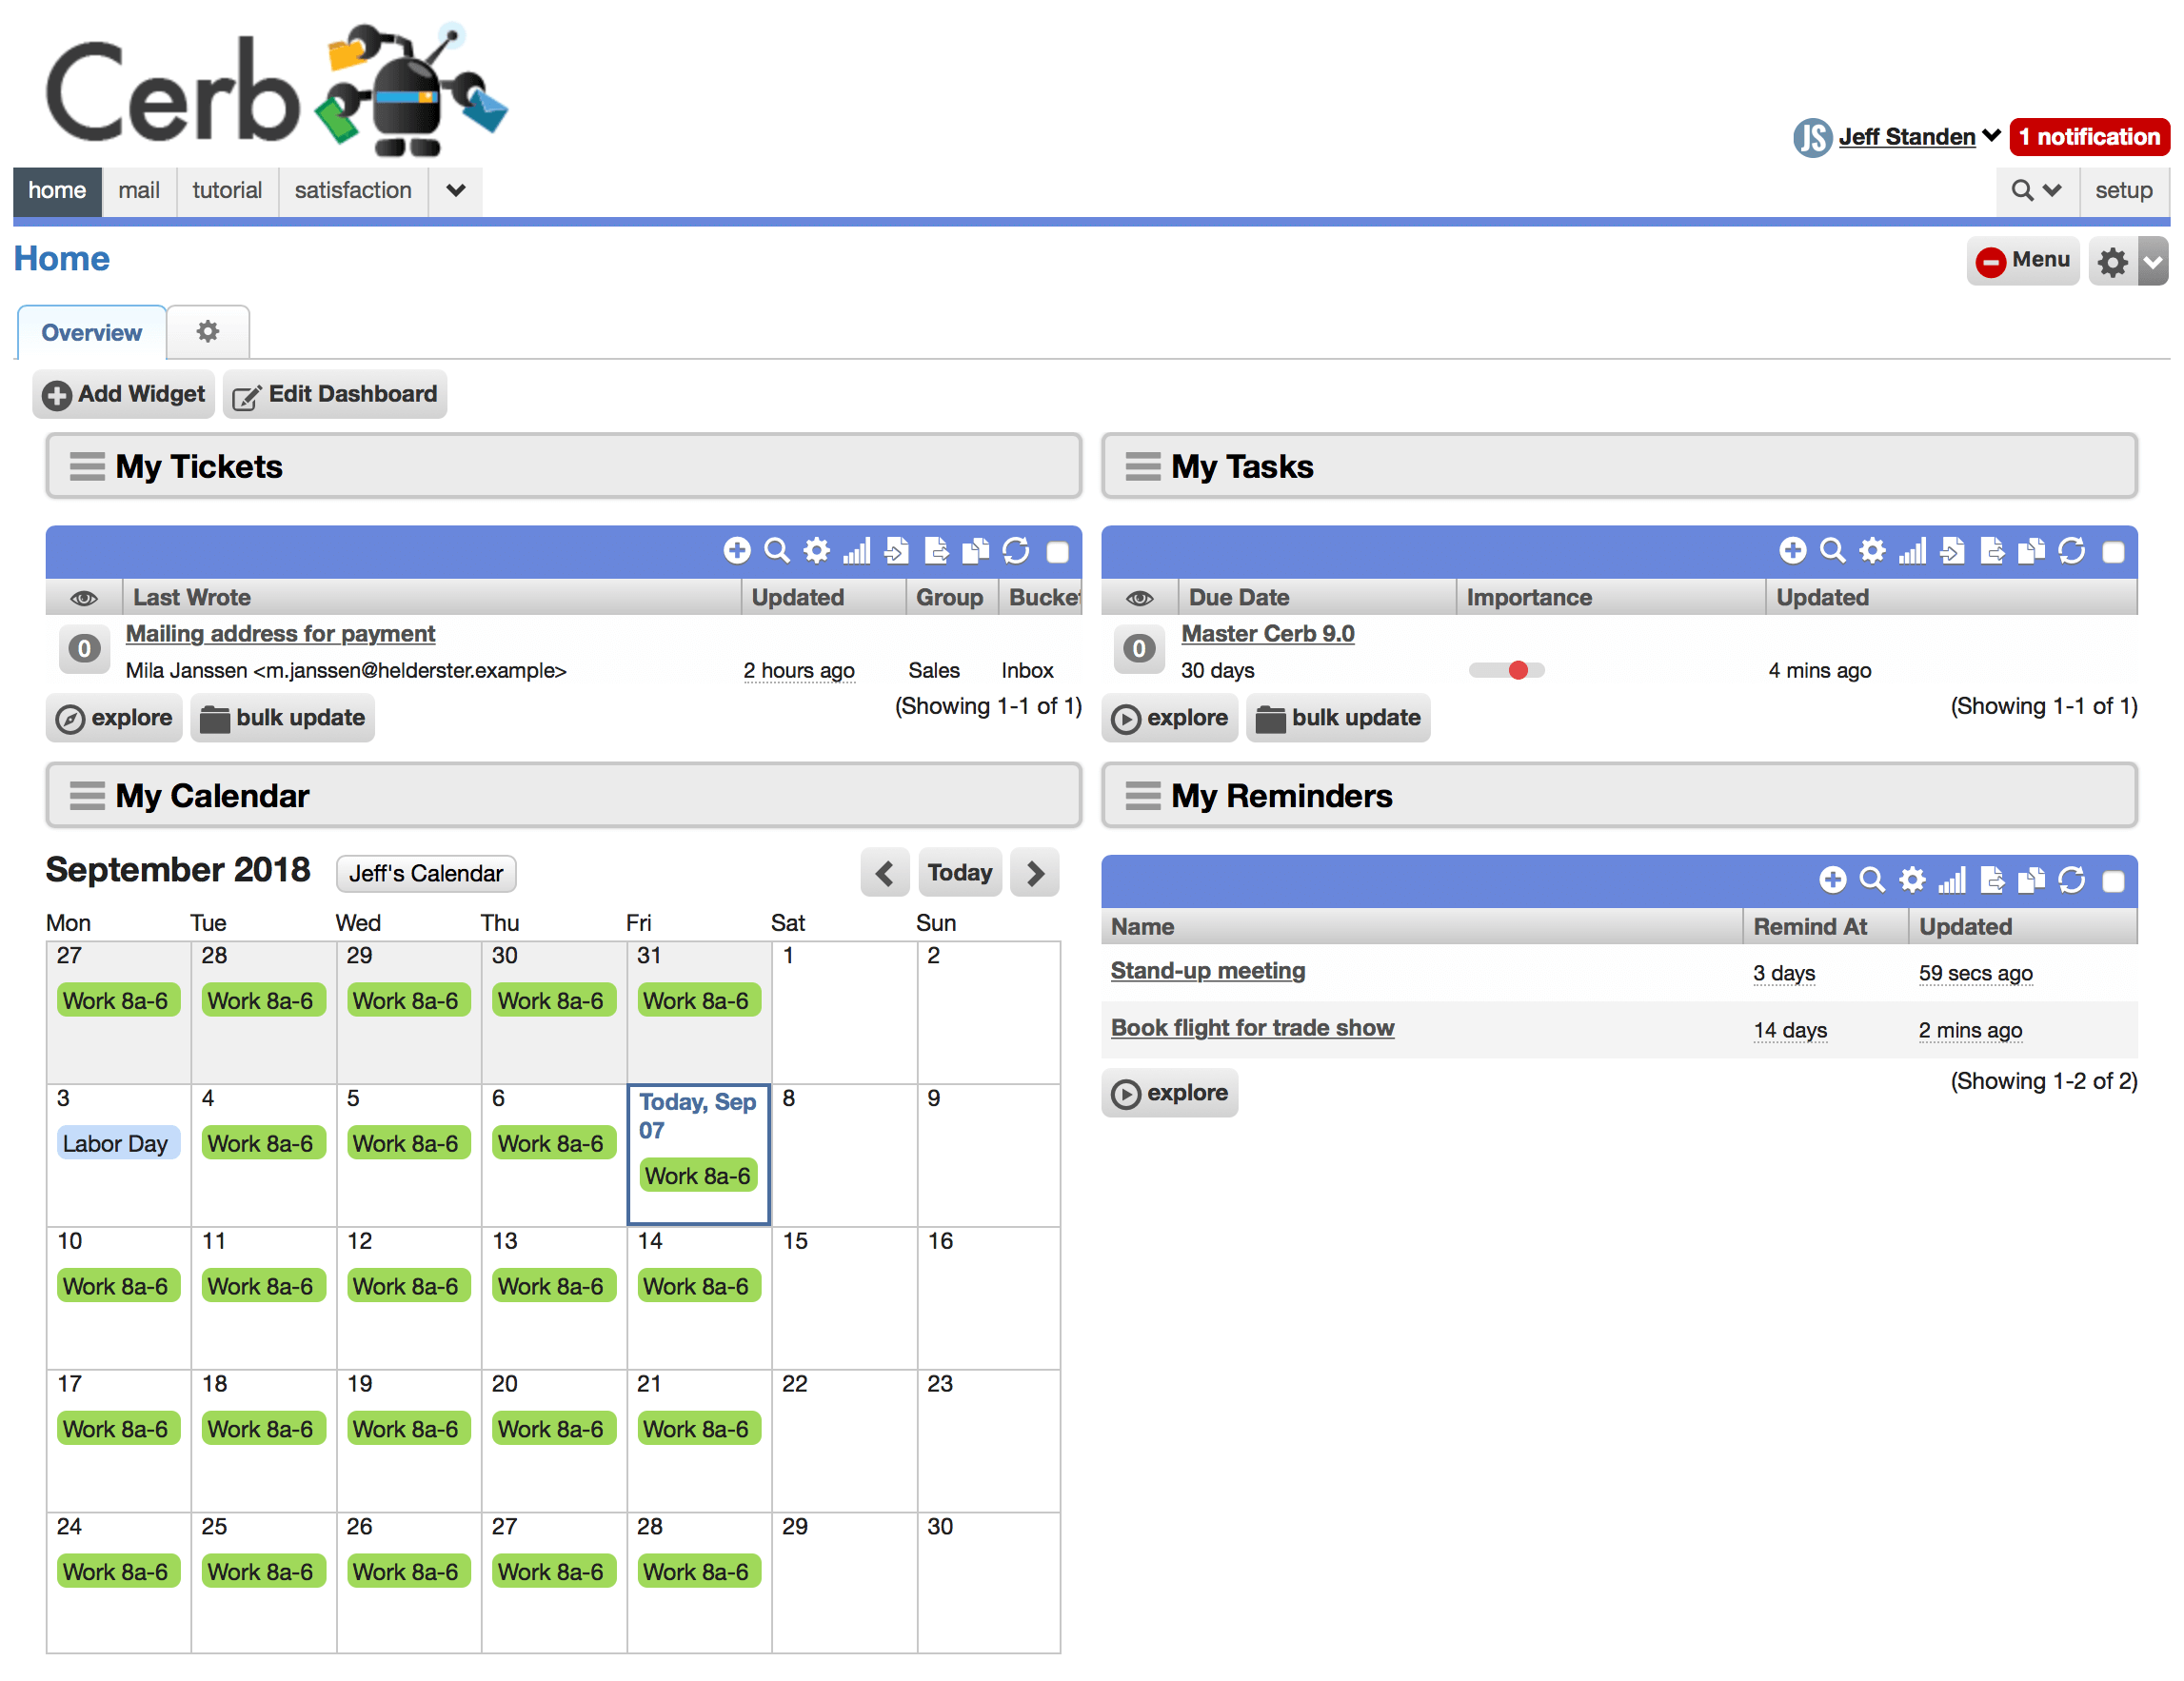 Cerb
JS Jeff Standen 1 notification
home mail tutorial satisfaction setup
Home
Menu
Overview
Add Widget Edit Dashboard
My Tickets
Last Wrote Updated Group Bucket
0 Mailing address for payment
Mila Janssen <m.janssen@helderster.example> 2 hours ago Sales Inbox
explore bulk update (Showing 1-1 of 1)
My Tasks
Due Date Importance Updated
0 Master Cerb 9.0
30 days 4 mins ago
explore bulk update (Showing 1-1 of 1)
My Calendar
September 2018 Jeff's Calendar Today
Mon Tue Wed Thu Fri Sat Sun
27 28 29 30 31 1 2
Work 8a-6 Work 8a-6 Work 8a-6 Work 8a-6 Work 8a-6
3 4 5 6 Today, Sep 07 8 9
Labor Day Work 8a-6 Work 8a-6 Work 8a-6 Work 8a-6
10 11 12 13 14 15 16
Work 8a-6 Work 8a-6 Work 8a-6 Work 8a-6 Work 8a-6
17 18 19 20 21 22 23
Work 8a-6 Work 8a-6 Work 8a-6 Work 8a-6 Work 8a-6
24 25 26 27 28 29 30
Work 8a-6 Work 8a-6 Work 8a-6 Work 8a-6 Work 8a-6
My Reminders
Name Remind At Updated
Stand-up meeting 3 days 59 secs ago
Book flight for trade show 14 days 2 mins ago
explore (Showing 1-2 of 2)